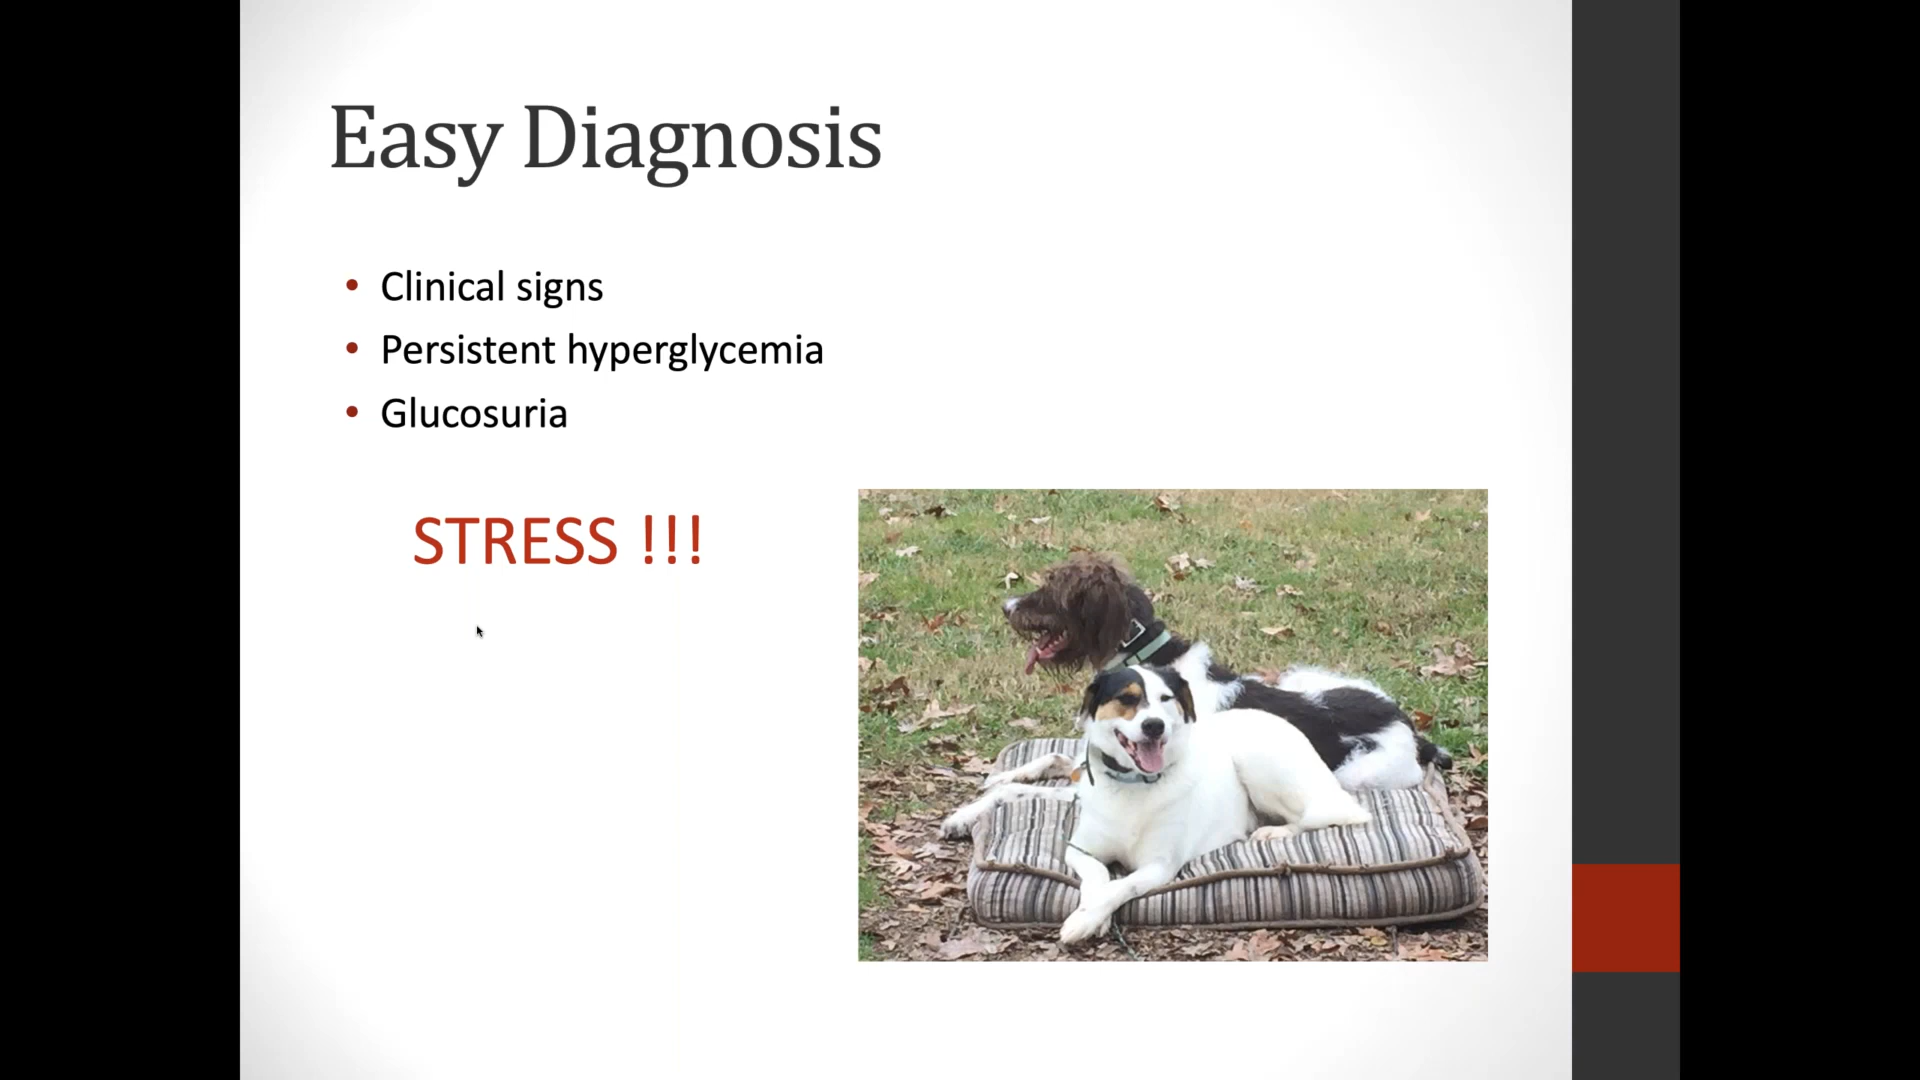 Easy Diagnosis
• Clinical signs
• Persistent hyperglycemia
• Glucosuria
STRESS !!!